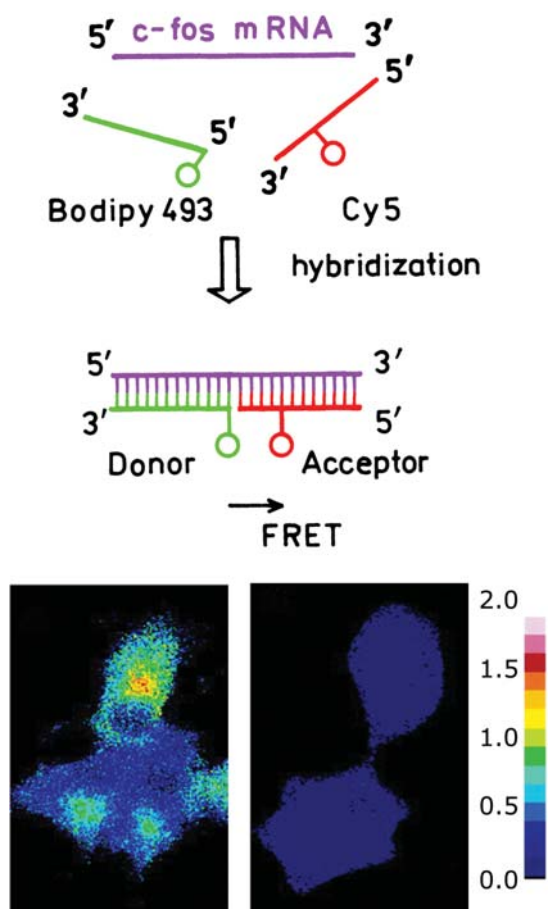 5' c-fos mRNA 3'
3' 5' 5'
3'
Bodipy 493 Cy5
hybridization
5' 3'
3' 5'
Donor Acceptor
FRET
2.0
1.5
1.0
0.5
0.0